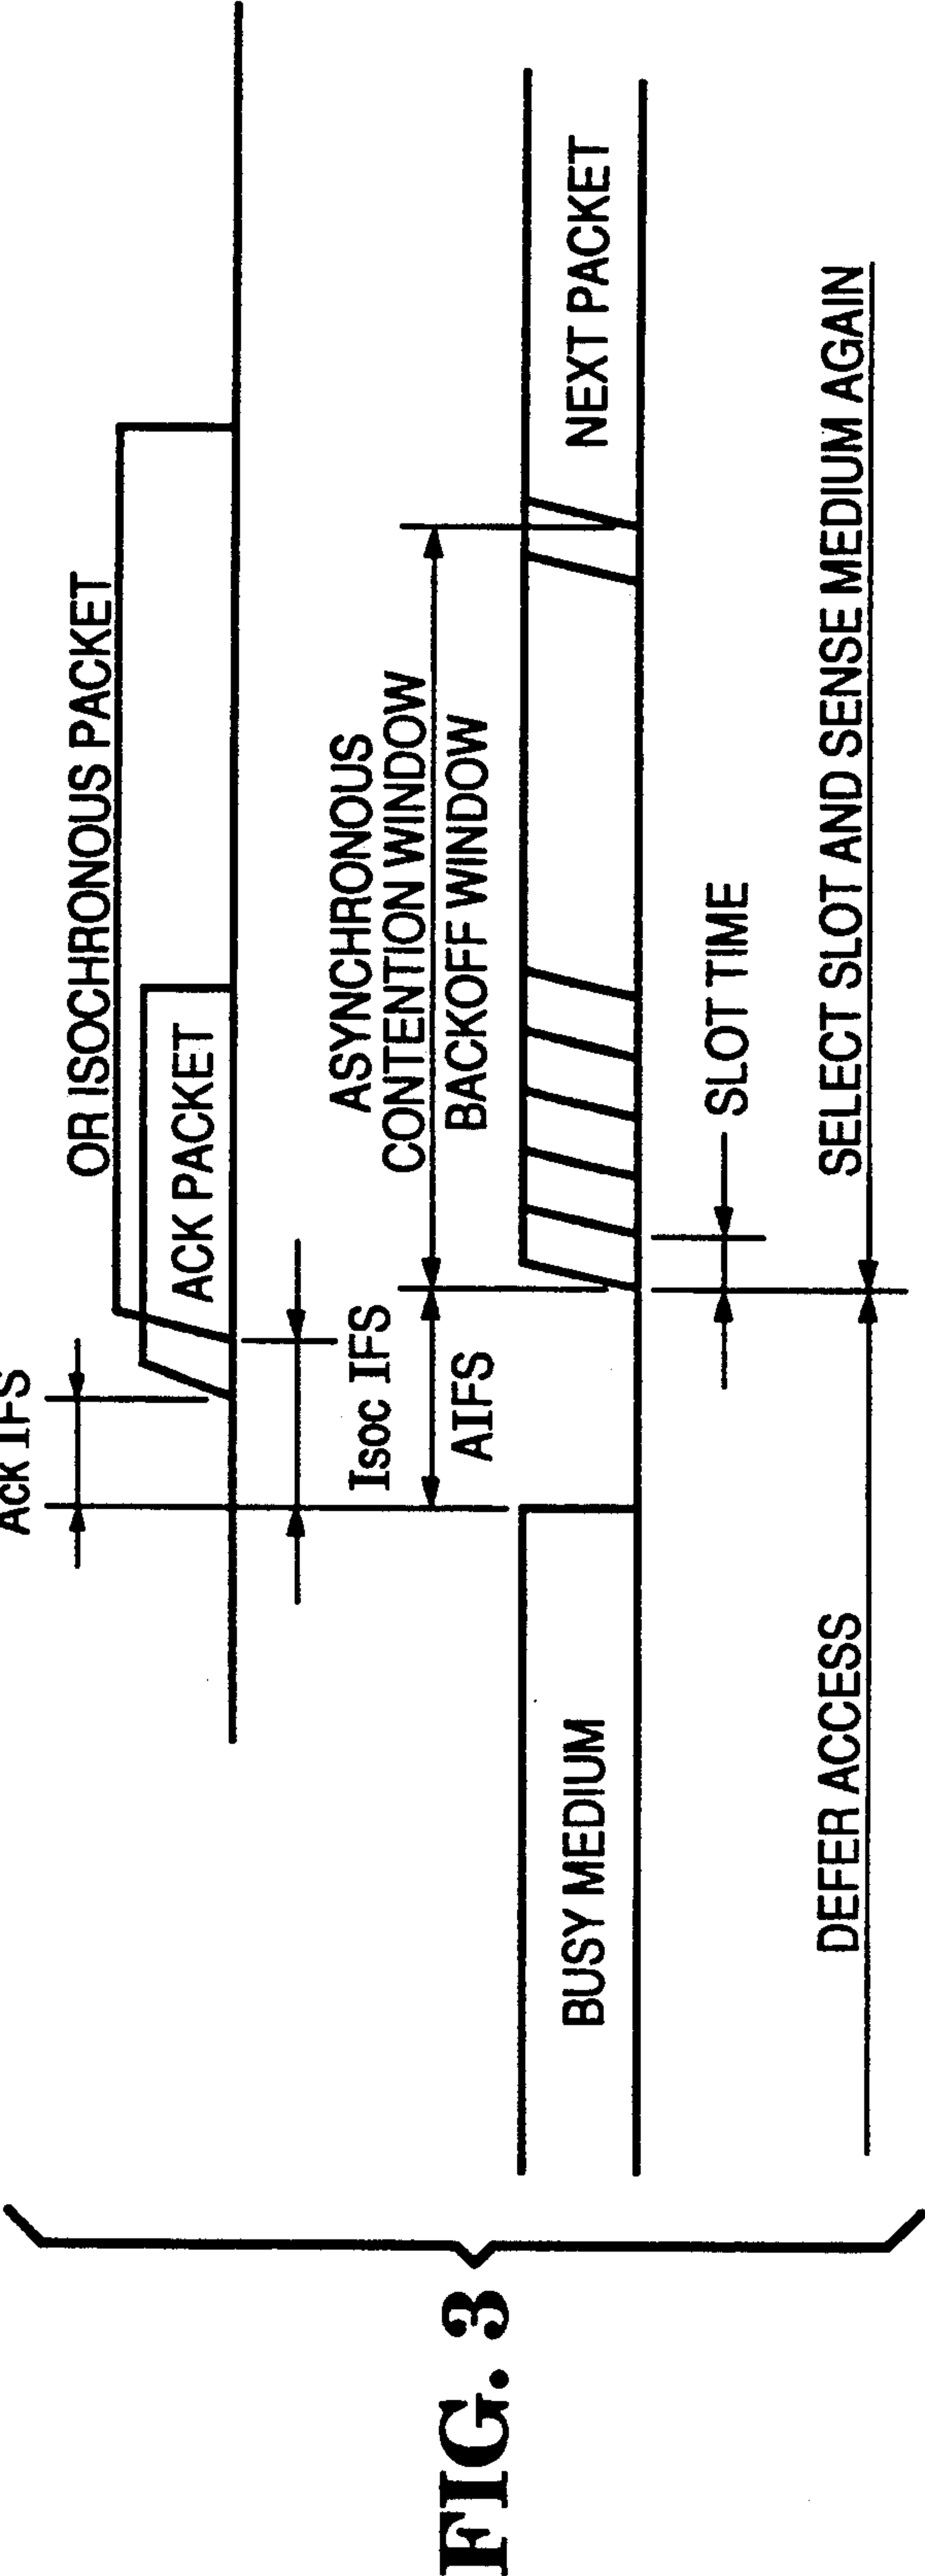 ACK IFS
OR ISOCHRONOUS PACKET
ACK PACKET
Isoc IFS
ASYNCHRONOUS
CONTENTION WINDOW
AIFS
BACKOFF WINDOW
BUSY MEDIUM
NEXT PACKET
SLOT TIME
DEFER ACCESS
SELECT SLOT AND SENSE MEDIUM AGAIN
FIG. 3